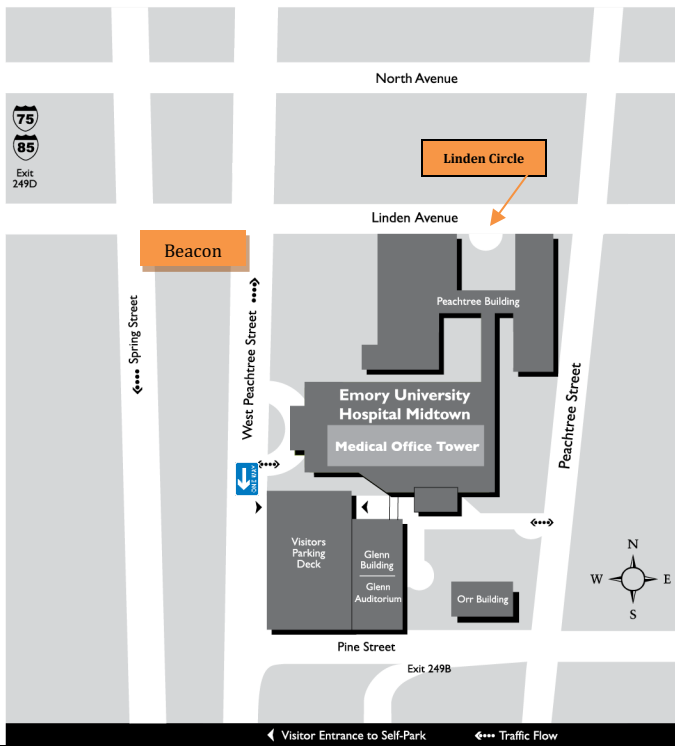 North Avenue
75
85
Exit
249D
Linden Circle
Linden Avenue
Beacon
Peachtree Building
Spring Street
West Peachtree Street
Emory University
Hospital Midtown
Medical Office Tower
Peachtree Street
Visitors
Parking
Deck
Glenn
Building
Glenn
Auditorium
Orr Building
N
W
E
S
Pine Street
Exit 249B
Visitor Entrance to Self-Park
Traffic Flow